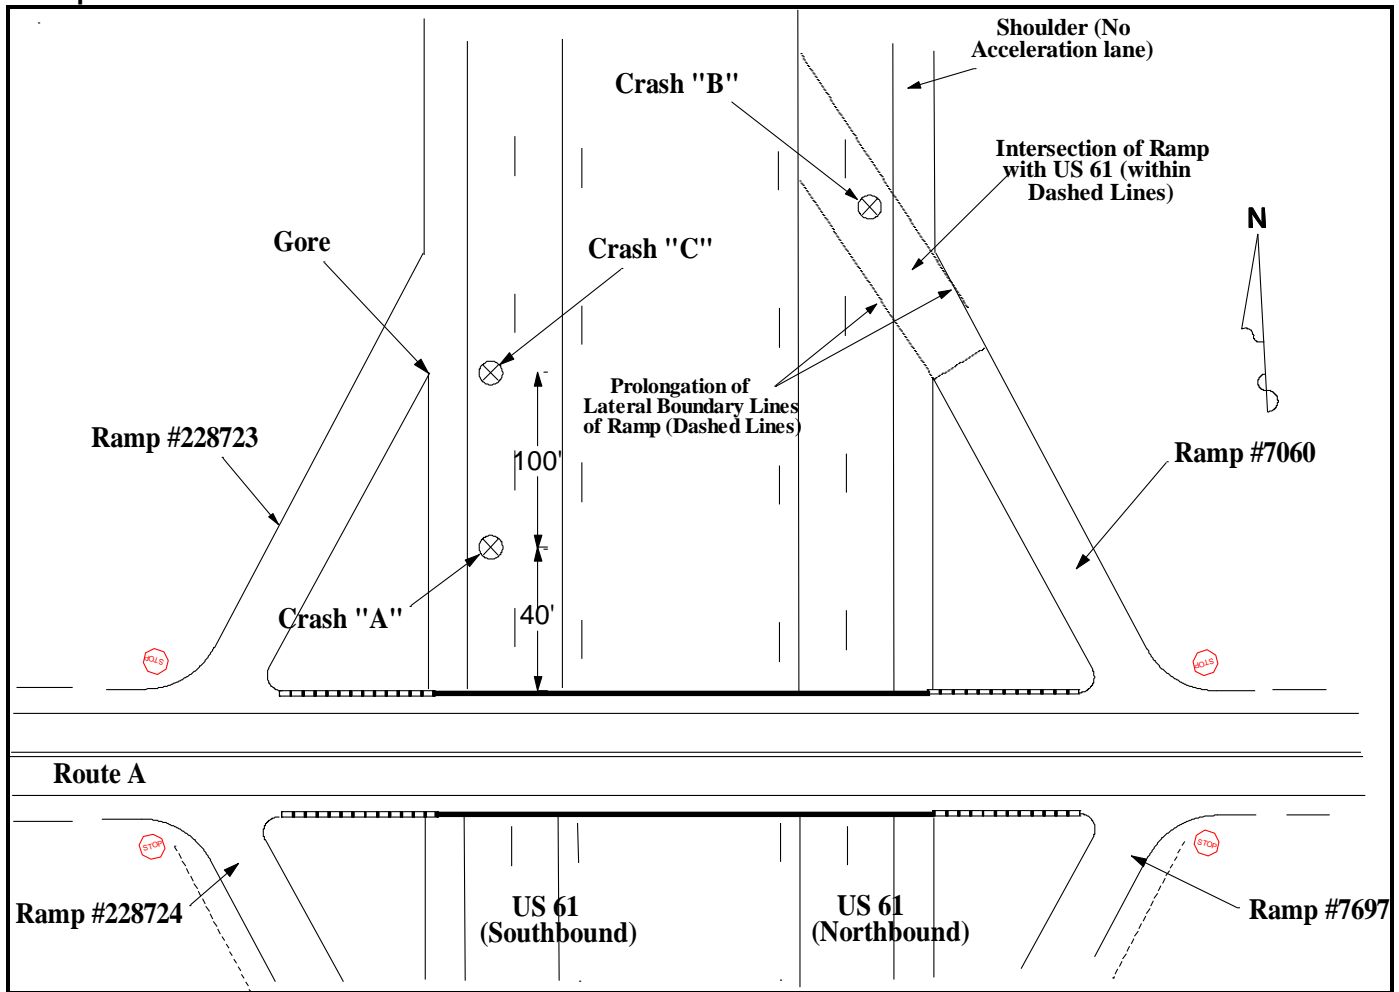 Shoulder (No
Acceleration lane)
Crash "B"
Intersection of Ramp
with US 61 (within
Dashed Lines)
N
Gore
Crash "C"
Prolongation of
Lateral Boundary Lines
of Ramp (Dashed Lines)
Ramp #228723
100'
Ramp #7060
Crash "A"
40'
STOP
STOP
Route A
STOP
STOP
Ramp #228724
US 61
(Southbound)
US 61
(Northbound)
Ramp #7697